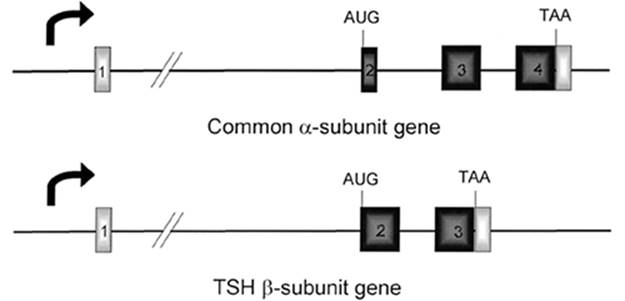 AUG TAA
1 2 3 4
Common α-subunit gene
AUG TAA
1 2 3
TSH β-subunit gene